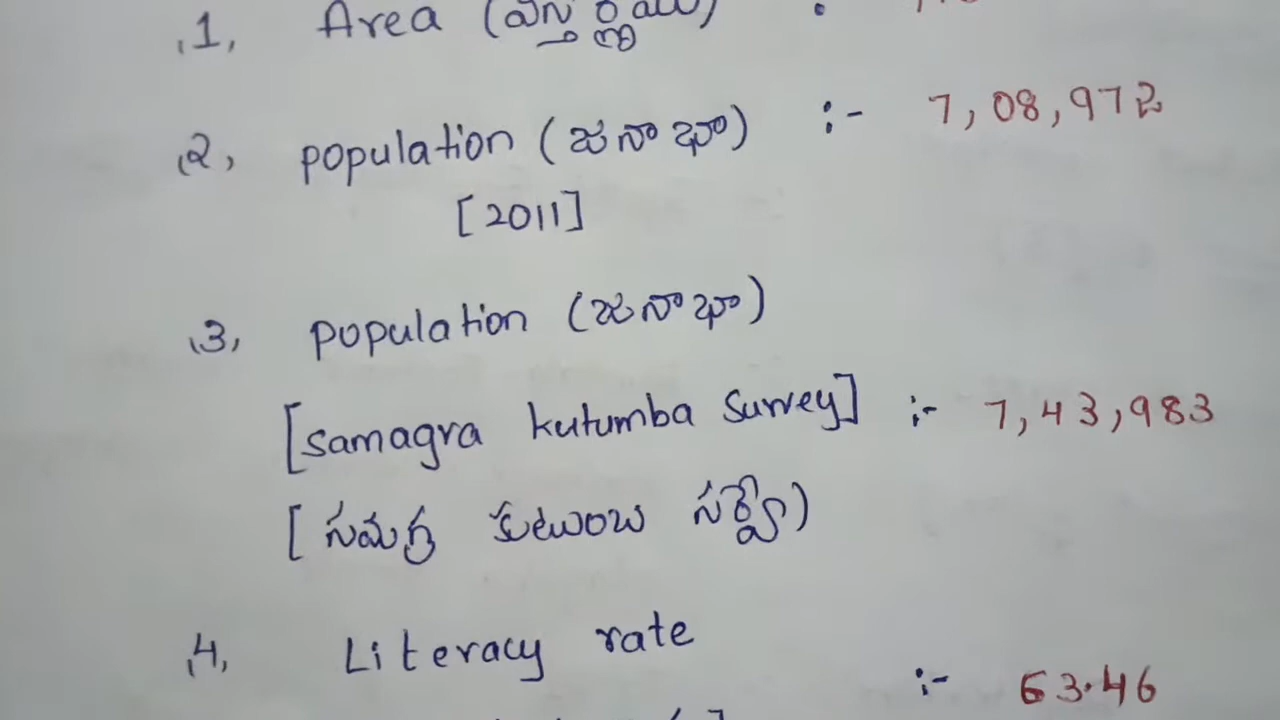 1, Area (విస్తీర్ణము) :
2, population (జనాభా) :- 7,08,972
[2011]
3, population (జనాభా)
[samagra kutumba survey] :- 7,43,983
[సమగ్ర కుటుంబ సర్వే)
4, Literacy rate
:- 63.46